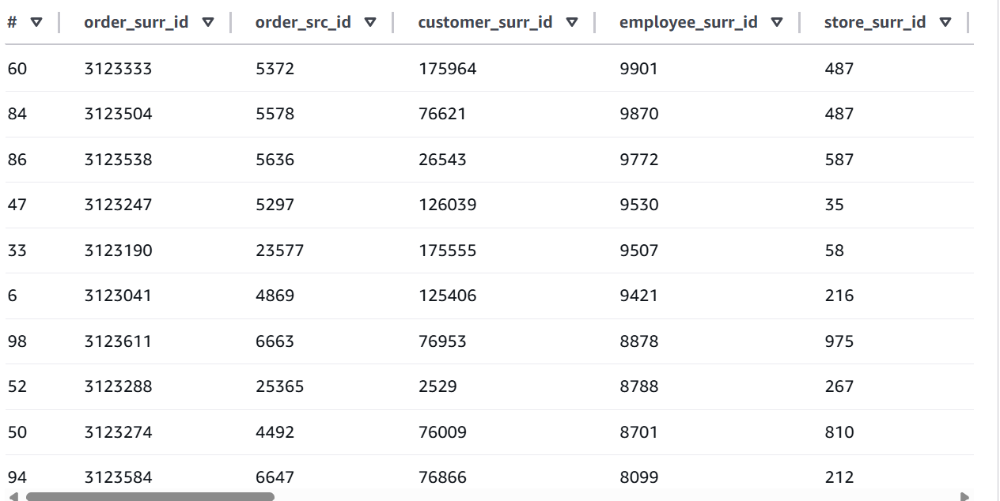 # order_surr_id order_src_id customer_surr_id employee_surr_id store_surr_id
60 3123333 5372 175964 9901 487
84 3123504 5578 76621 9870 487
86 3123538 5636 26543 9772 587
47 3123247 5297 126039 9530 35
33 3123190 23577 175555 9507 58
6 3123041 4869 125406 9421 216
98 3123611 6663 76953 8878 975
52 3123288 25365 2529 8788 267
50 3123274 4492 76009 8701 810
94 3123584 6647 76866 8099 212